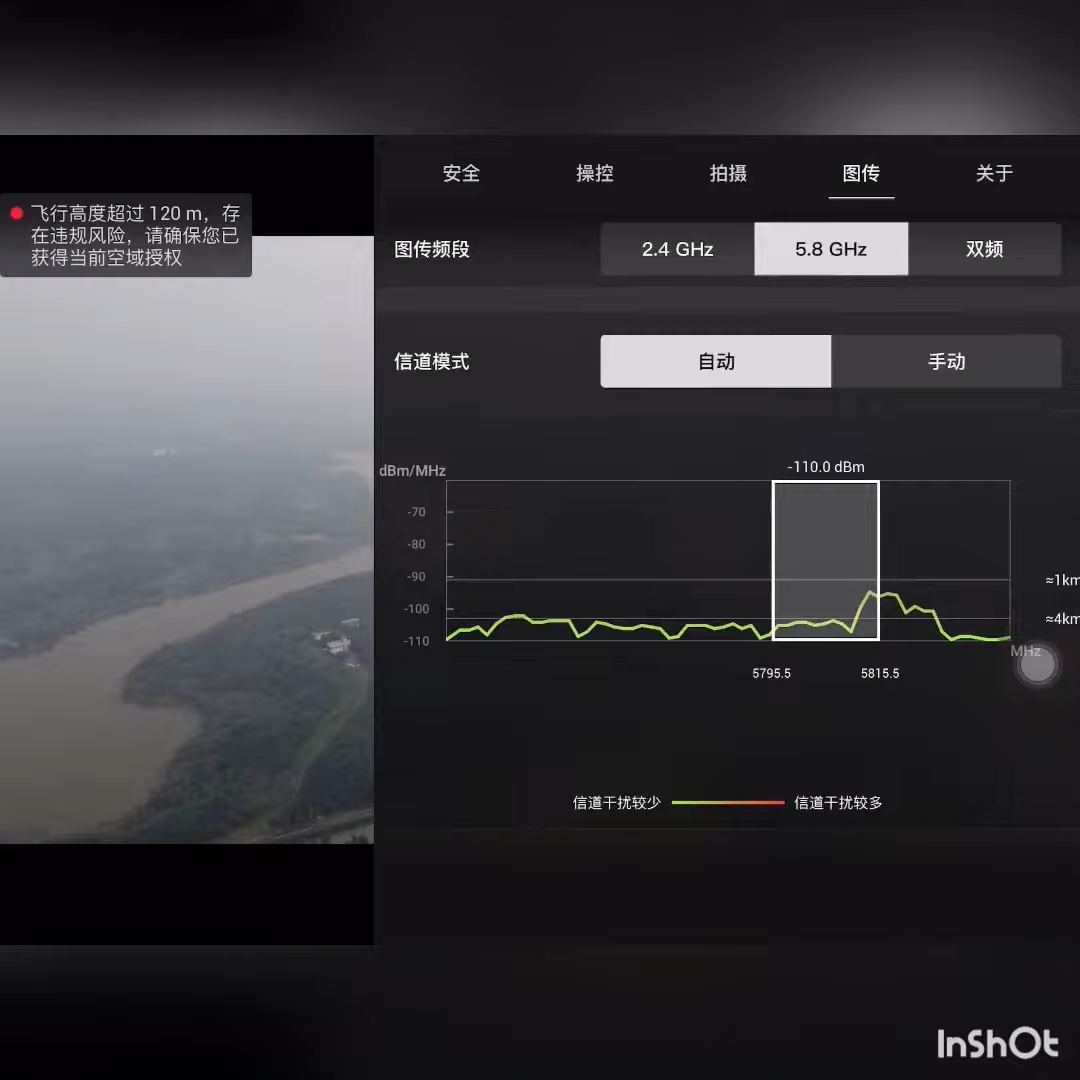 安全
操控
拍摄
图传
关于
飞行高度超过 120 m，存
在违规风险，请确保您已
获得当前空域授权
图传频段
2.4 GHz
5.8 GHz
双频
信道模式
自动
手动
dBm/MHz
-110.0 dBm
-70
-80
-90
-100
-110
≈1km
≈4km
MHz
5795.5
5815.5
信道干扰较少
信道干扰较多
InShOt